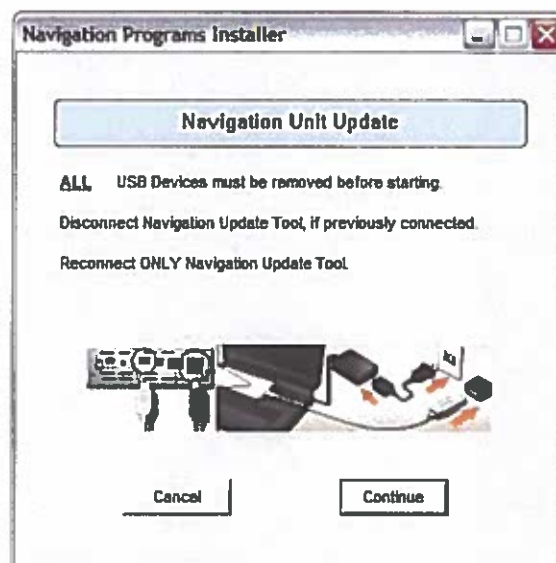 Navigation Programs Installer
Navigation Unit Update
ALL USB Devices must be removed before starting.
Disconnect Navigation Update Tool, if previously connected.
Reconnect ONLY Navigation Update Tool.
Cancel
Continue